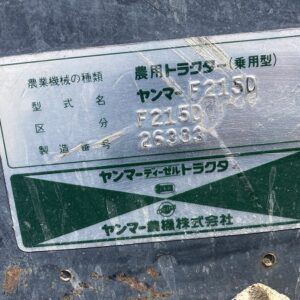 農業機械の種類 農用トラクター(乗用型)
型式名 ヤンマー F215D
区分 F215D
製造番号 26383
ヤンマーディーゼルトラクタ
ヤンマー農機株式会社